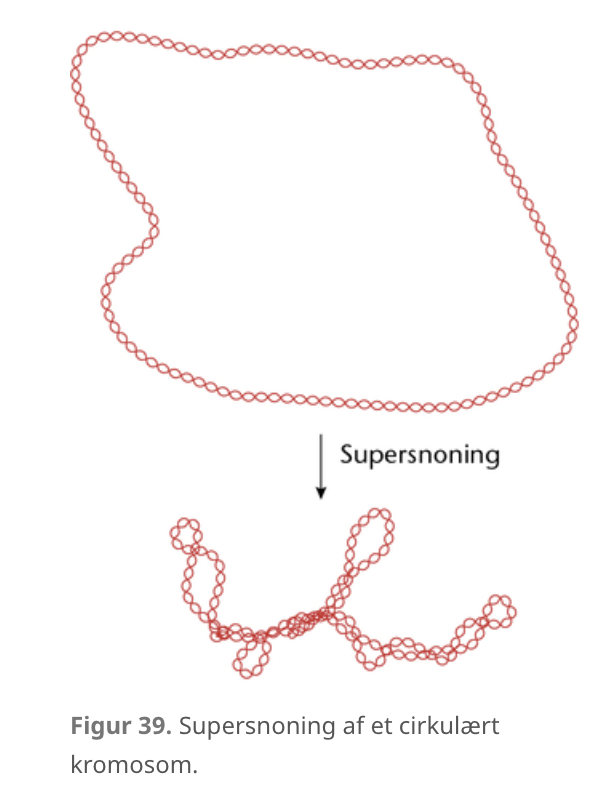 Supersnoning
Figur 39. Supersnoning af et cirkulært
kromosom.